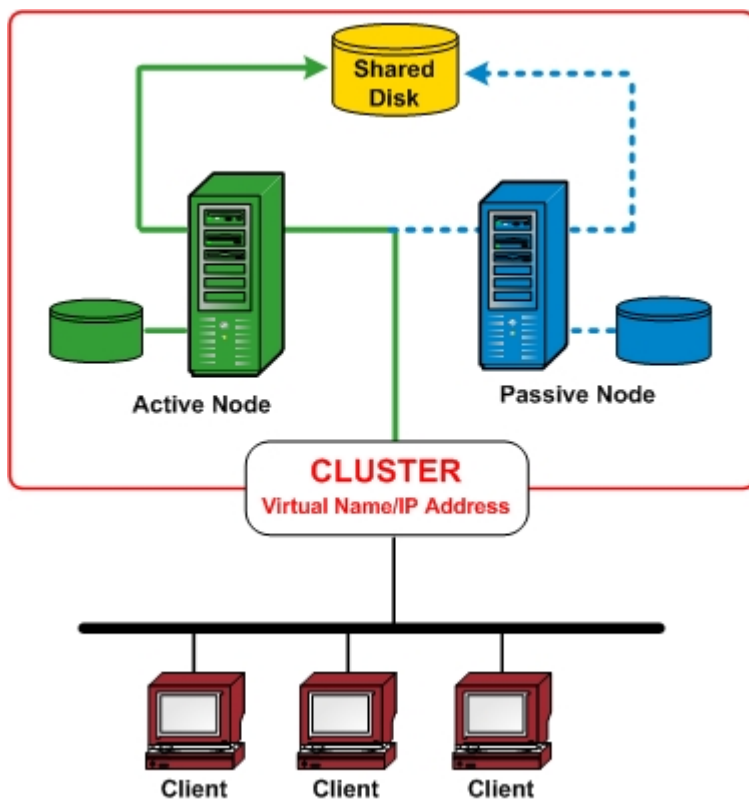 Shared
Disk
Active Node
Passive Node
CLUSTER
Virtual Name/IP Address
Client
Client
Client